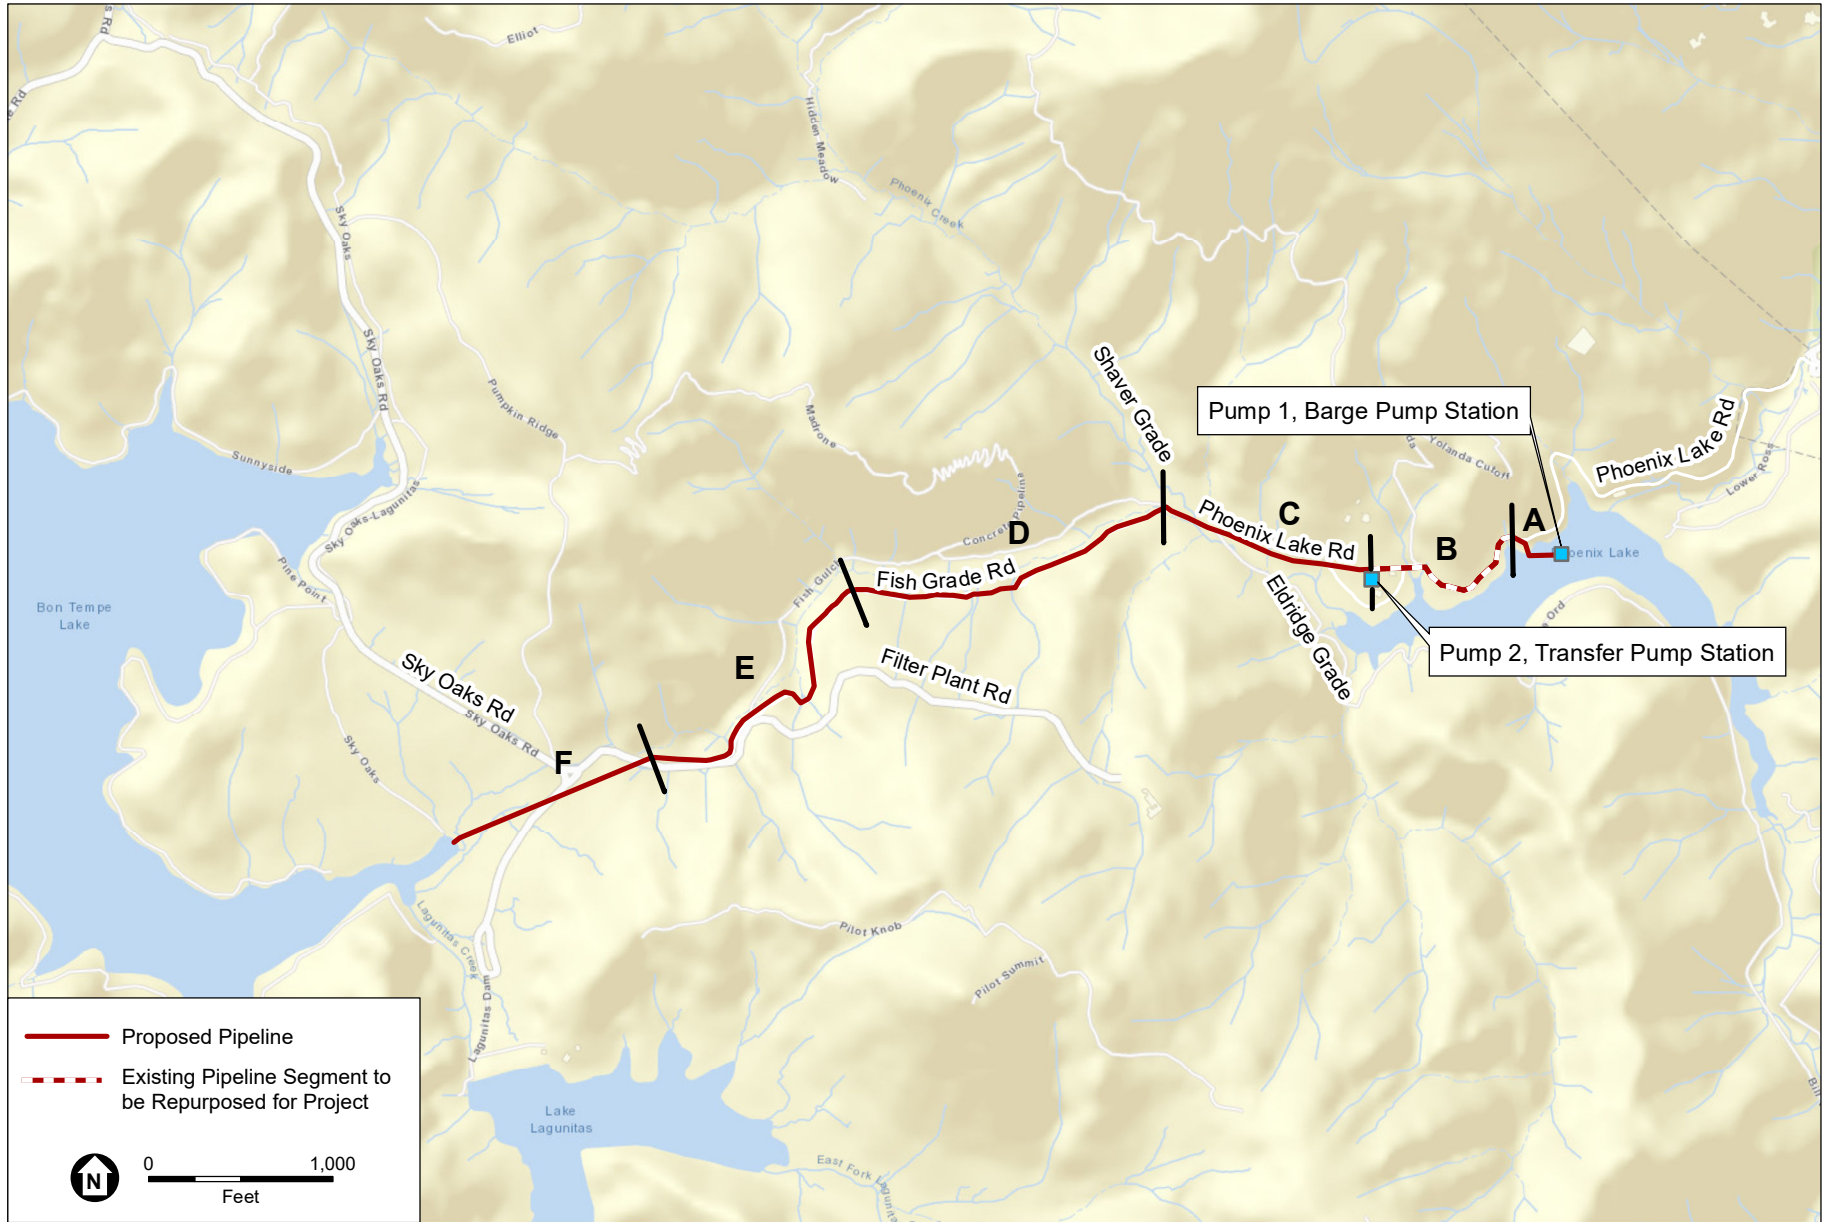 Elliot
Hidden Meadow
Phoenix Creek
Sky Oaks
Sky Oaks Rd
Pumpkin Ridge
Madrone
Shaver Grade
Pump 1, Barge Pump Station
Phoenix Lake Rd
Yolanda Cutoff
Lower Ross
Sunnyside
Sky Oaks-Lagunitas
Concrete Pipeline
D
Phoenix Lake Rd
C
B
A
Pine Point
Fish Gulch
Fish Grade Rd
Eldridge Grade
Bon Tempe
Lake
Pump 2, Transfer Pump Station
Filter Plant Rd
E
Sky Oaks Rd
Sky Oaks Rd
Sky Oaks
F
Lagunitas Creek
Pilot Knob
Pilot Summit
Lagunitas Dam
Proposed Pipeline
Existing Pipeline Segment to
be Repurposed for Project
Lake
Lagunitas
East Fork
N
0
1,000
Feet